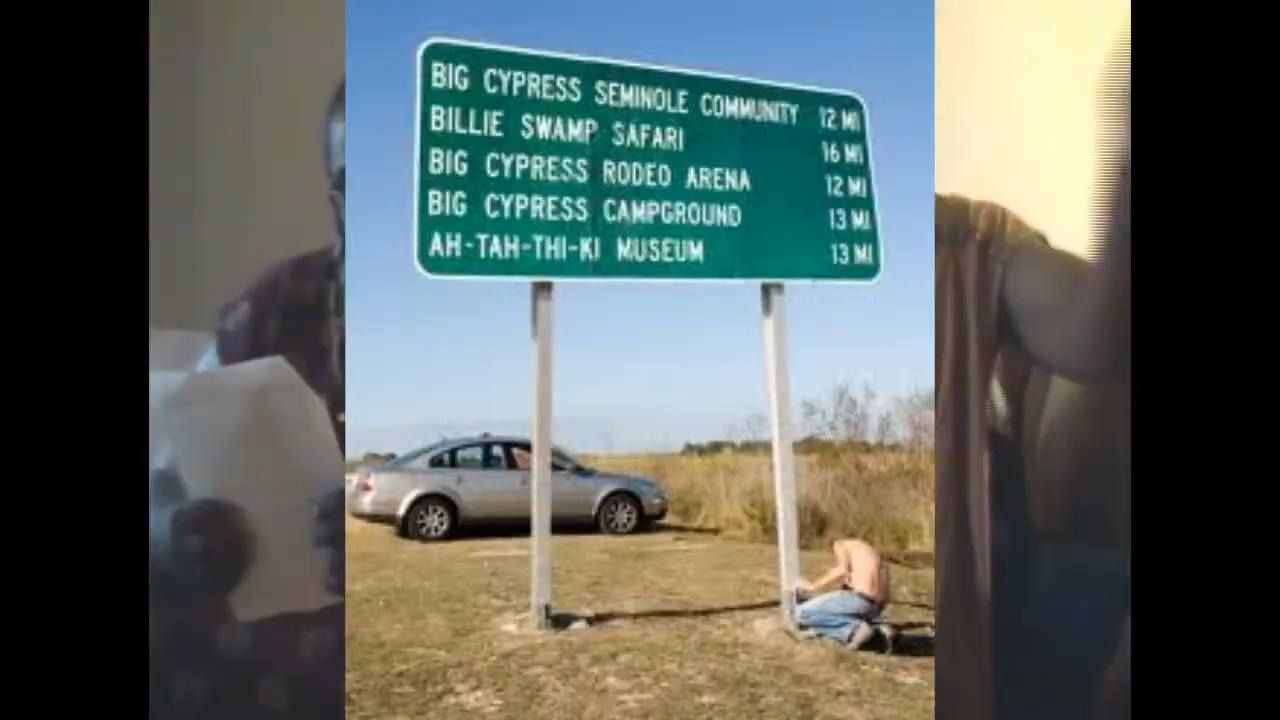 BIG CYPRESS SEMINOLE COMMUNITY 12 MI
BILLIE SWAMP SAFARI 16 MI
BIG CYPRESS RODEO ARENA 12 MI
BIG CYPRESS CAMPGROUND 13 MI
AH-TAH-THI-KI MUSEUM 13 MI